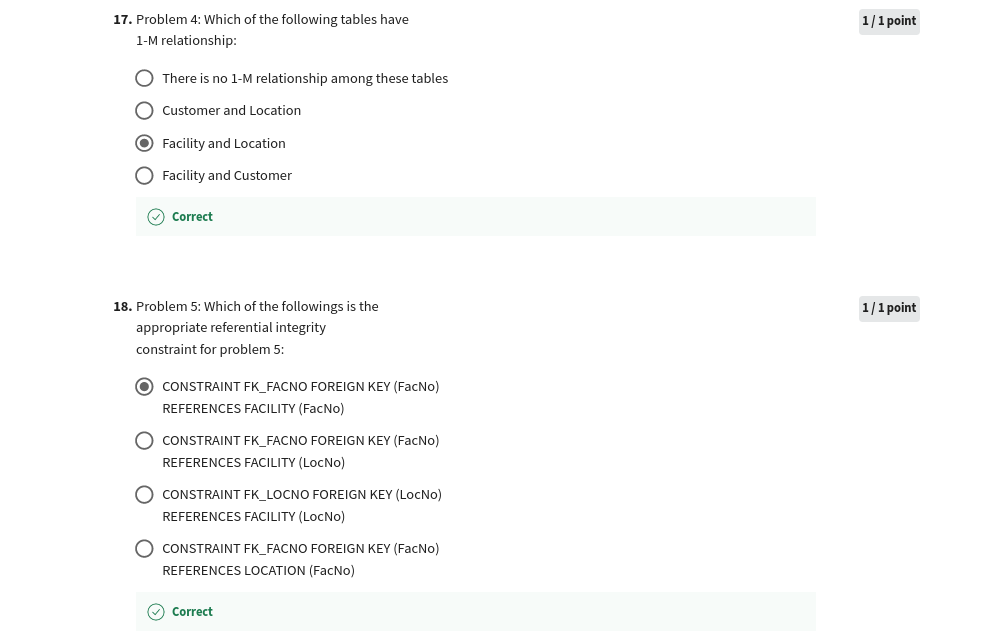 17. Problem 4: Which of the following tables have
1-M relationship:
1 / 1 point
There is no 1-M relationship among these tables
Customer and Location
Facility and Location
Facility and Customer
Correct
18. Problem 5: Which of the followings is the
appropriate referential integrity
constraint for problem 5:
1 / 1 point
CONSTRAINT FK_FACNO FOREIGN KEY (FacNo)
REFERENCES FACILITY (FacNo)
CONSTRAINT FK_FACNO FOREIGN KEY (FacNo)
REFERENCES FACILITY (LocNo)
CONSTRAINT FK_LOCNO FOREIGN KEY (LocNo)
REFERENCES FACILITY (LocNo)
CONSTRAINT FK_FACNO FOREIGN KEY (FacNo)
REFERENCES LOCATION (FacNo)
Correct